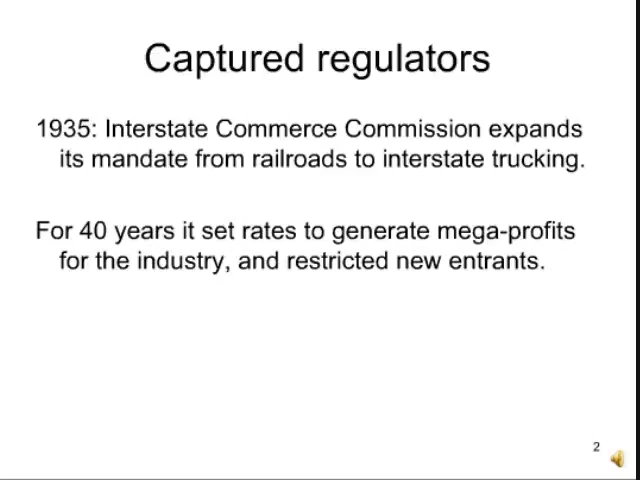 Captured regulators
1935: Interstate Commerce Commission expands
its mandate from railroads to interstate trucking.
For 40 years it set rates to generate mega-profits
for the industry, and restricted new entrants.
2